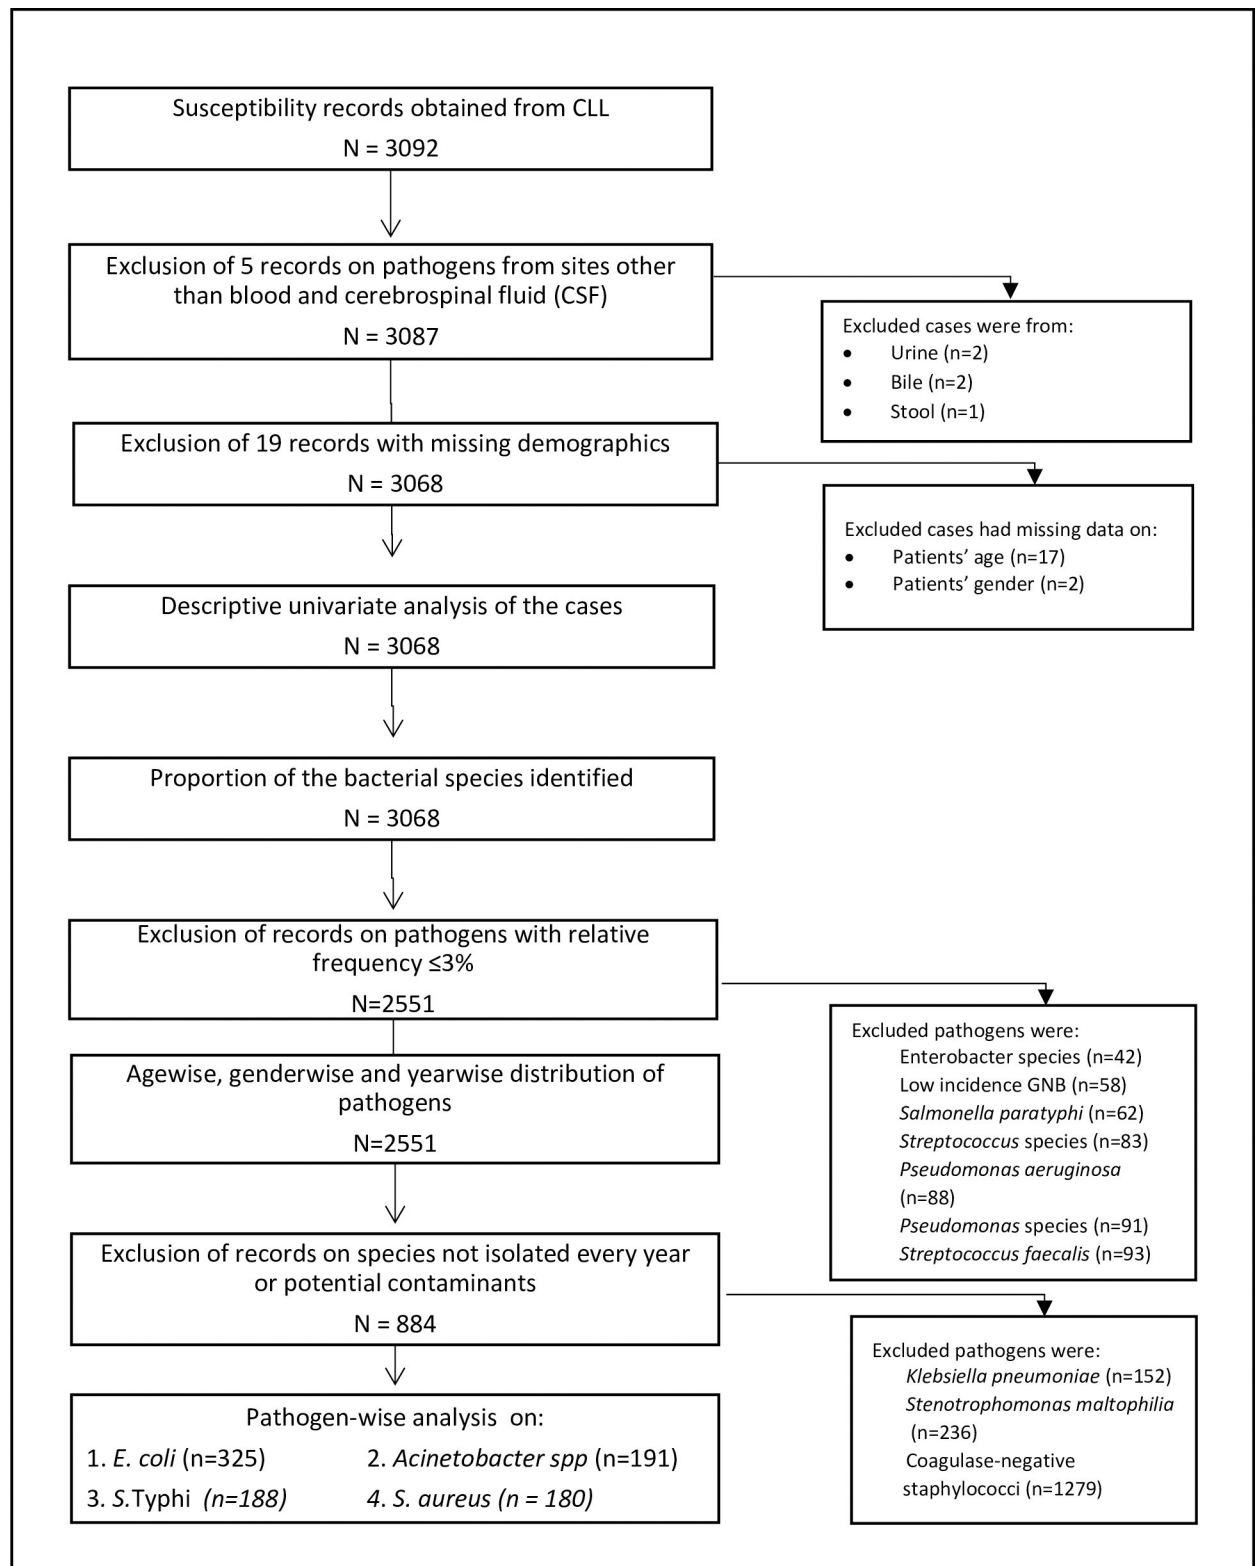 Susceptibility records obtained from CLL
N = 3092
Exclusion of 5 records on pathogens from sites other
than blood and cerebrospinal fluid (CSF)
N = 3087
Excluded cases were from:
• Urine (n=2)
• Bile (n=2)
• Stool (n=1)
Exclusion of 19 records with missing demographics
N = 3068
Excluded cases had missing data on:
• Patients’ age (n=17)
• Patients’ gender (n=2)
Descriptive univariate analysis of the cases
N = 3068
Proportion of the bacterial species identified
N = 3068
Exclusion of records on pathogens with relative
frequency ≤3%
N=2551
Excluded pathogens were:
Enterobacter species (n=42)
Low incidence GNB (n=58)
Salmonella paratyphi (n=62)
Streptococcus species (n=83)
Pseudomonas aeruginosa
(n=88)
Pseudomonas species (n=91)
Streptococcus faecalis (n=93)
Agewise, genderwise and yearwise distribution of
pathogens
N=2551
Exclusion of records on species not isolated every year
or potential contaminants
N = 884
Excluded pathogens were:
Klebsiella pneumoniae (n=152)
Stenotrophomonas maltophilia
(n=236)
Coagulase-negative
staphylococci (n=1279)
Pathogen-wise analysis on:
1. E. coli (n=325) 2. Acinetobacter spp (n=191)
3. S.Typhi (n=188) 4. S. aureus (n = 180)